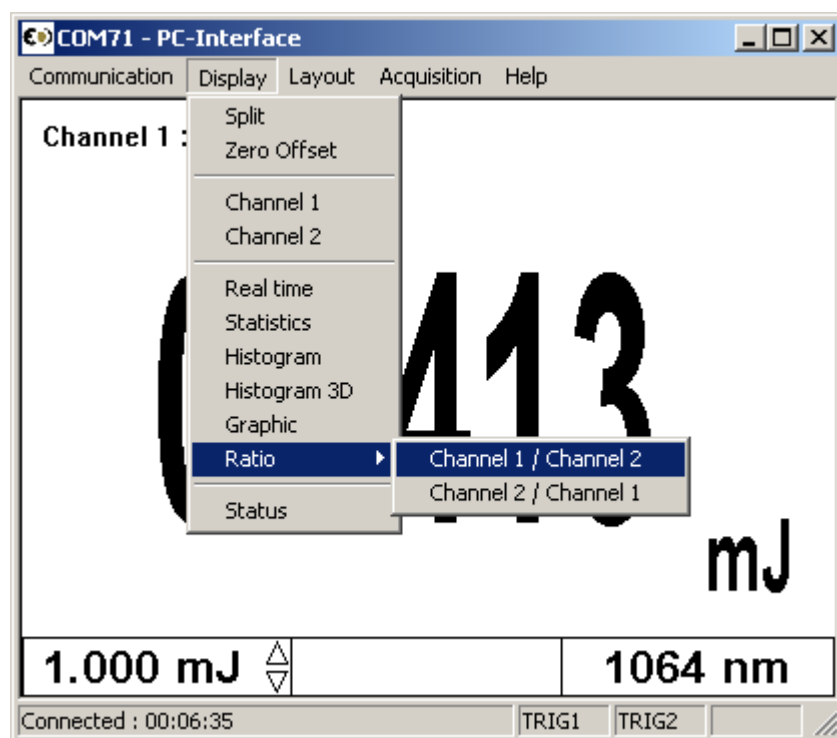 COM71 - PC-Interface
Communication Display Layout Acquisition Help
Channel 1 :
Split
Zero Offset
Channel 1
Channel 2
Real time
Statistics
Histogram
Histogram 3D
Graphic
Ratio
Channel 1 / Channel 2
Channel 2 / Channel 1
Status
413
mJ
1.000 mJ
1064 nm
Connected : 00:06:35
TRIG1
TRIG2